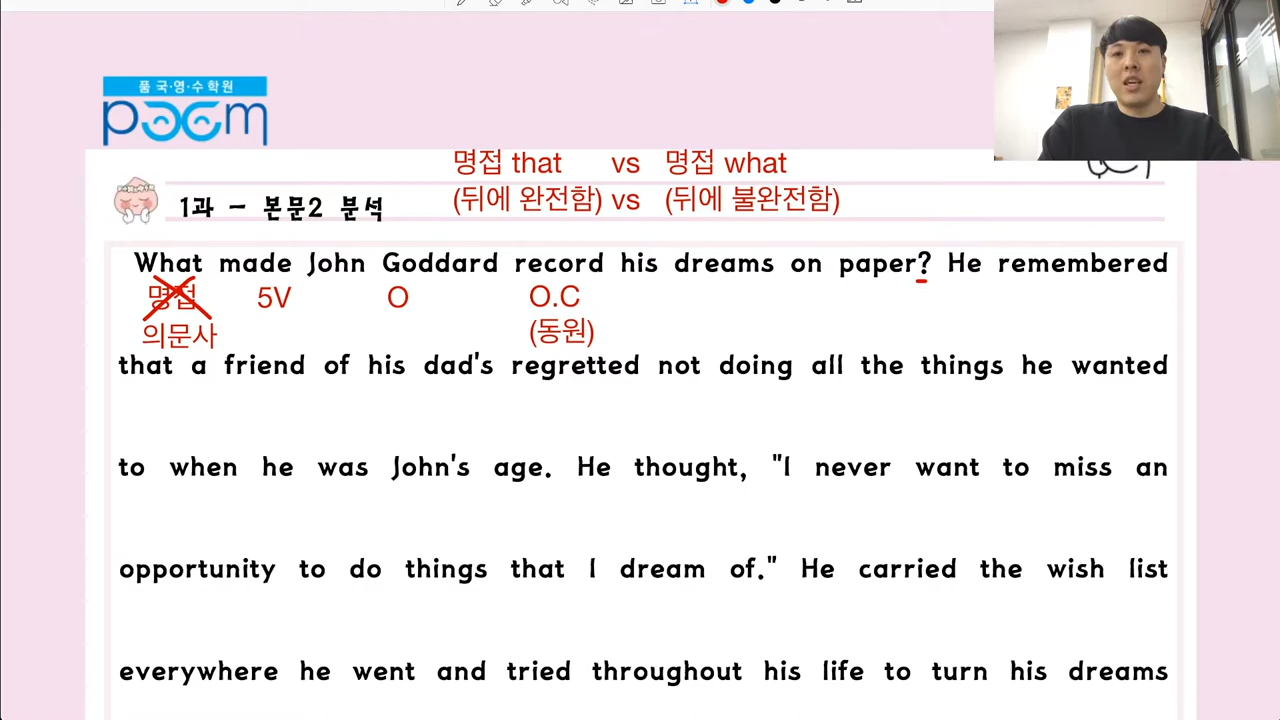 품 국·영·수학원
poem
명접 that vs 명접 what
(뒤에 완전함) vs (뒤에 불완전함)
1과 - 본문2 분석
What made John Goddard record his dreams on paper? He remembered
명접 5V O O.C
의문사 (동원)
that a friend of his dad's regretted not doing all the things he wanted
to when he was John's age. He thought, "I never want to miss an
opportunity to do things that I dream of." He carried the wish list
everywhere he went and tried throughout his life to turn his dreams